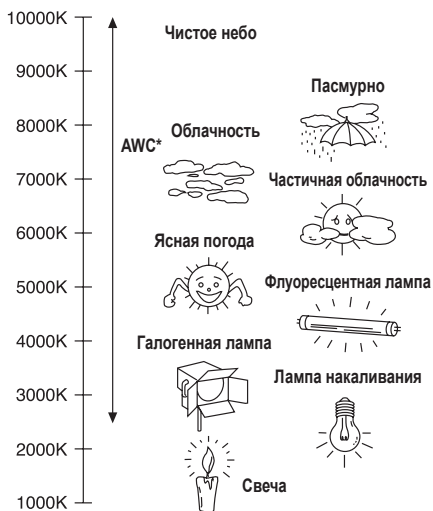 10000K
Чистое небо
9000K
Пасмурно
8000K
Облачность
AWC*
7000K
Частичная облачность
6000K
Ясная погода
5000K
Флуоресцентная лампа
4000K
Галогенная лампа
3000K
Лампа накаливания
2000K
Свеча
1000K